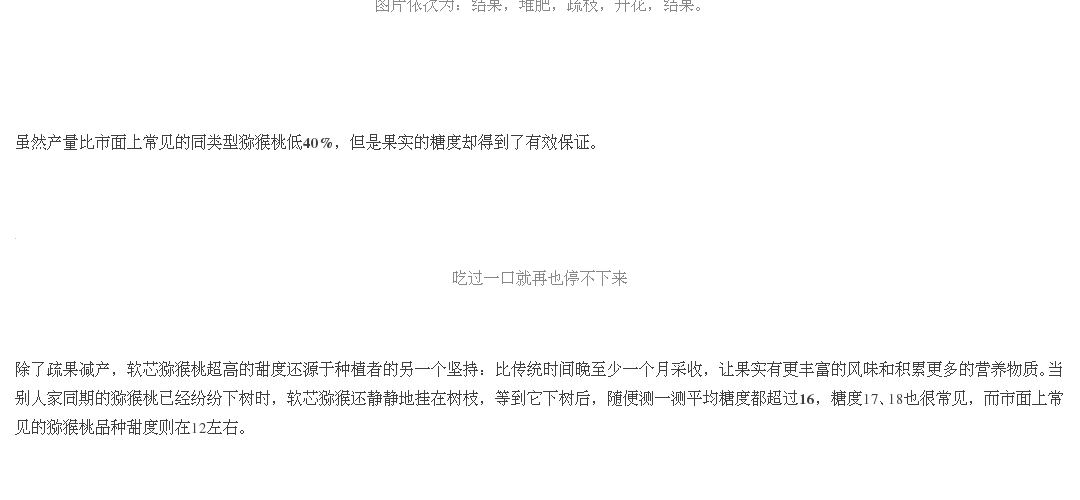 图片依次为：结果，堆肥，疏枝，开花，结果。
虽然产量比市面上常见的同类型猕猴桃低40%，但是果实的糖度却得到了有效保证。
吃过一口就再也停不下来
除了疏果减产，软芯猕猴桃超高的甜度还源于种植者的另一个坚持：比传统时间晚至少一个月采收，让果实有更丰富的风味和积累更多的营养物质。当
别人家同期的猕猴桃已经纷纷下树时，软芯猕猴还静静地挂在树枝，等到它下树后，随便测一测平均糖度都超过16，糖度17、18也很常见，而市面上常
见的猕猴桃品种甜度则在12左右。